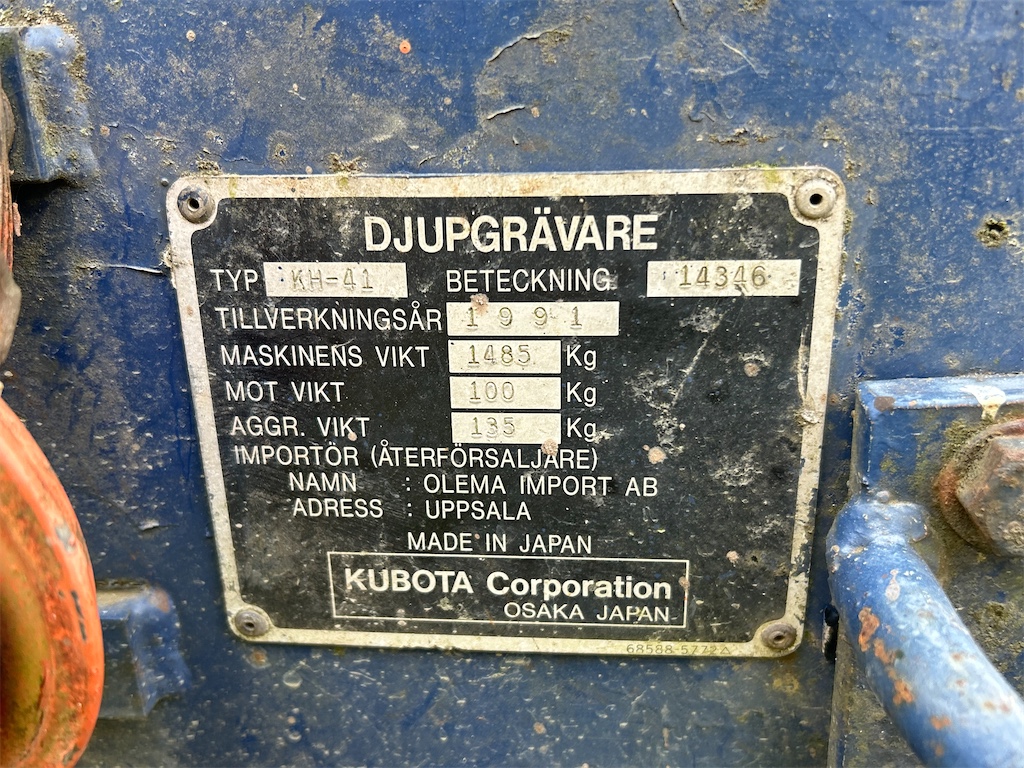 DJUPGRÄVARE
TYP KH-41 BETECKNING 14346
TILLVERKNINGSÅR 1991
MASKINENS VIKT 1485 Kg
MOT VIKT 100 Kg
AGGR. VIKT 135 Kg
IMPORTÖR (ÅTERFÖRSALJARE)
NAMN : OLEMA IMPORT AB
ADRESS : UPPSALA
MADE IN JAPAN
KUBOTA Corporation
OSAKA JAPAN
68588-5772△